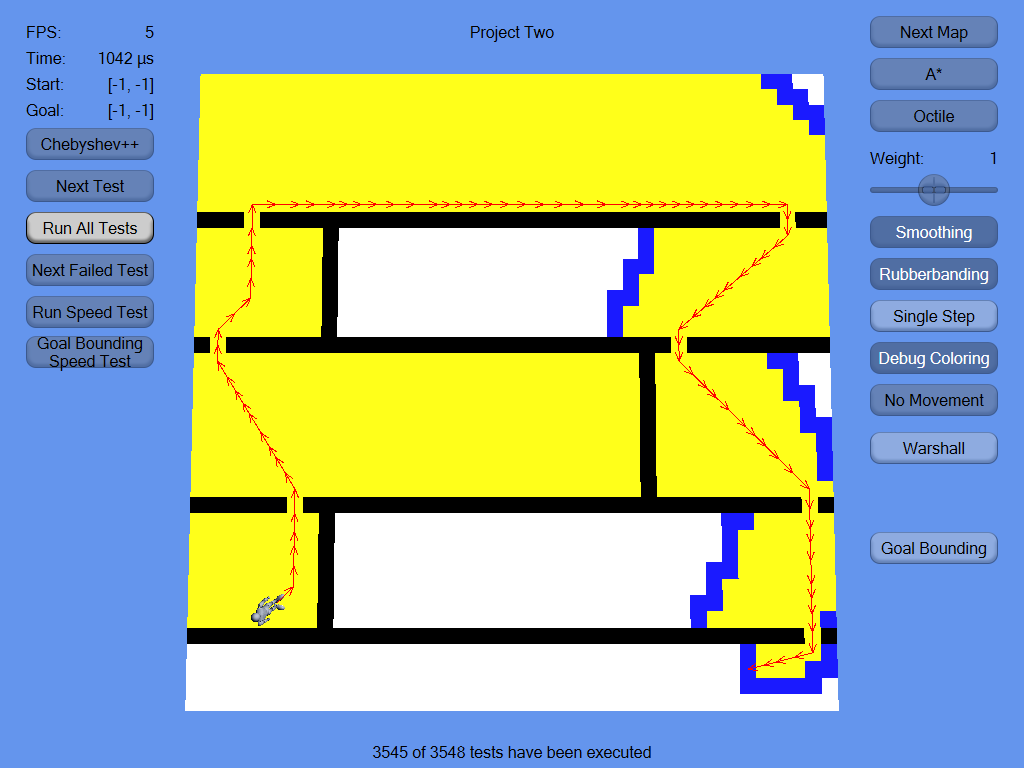 FPS: 5
Time: 1042 µs
Start: [-1, -1]
Goal: [-1, -1]
Chebyshev++
Next Test
Run All Tests
Next Failed Test
Run Speed Test
Goal Bounding
Speed Test
Project Two
3545 of 3548 tests have been executed
Next Map
A*
Octile
Weight: 1
Smoothing
Rubberbanding
Single Step
Debug Coloring
No Movement
Warshall
Goal Bounding